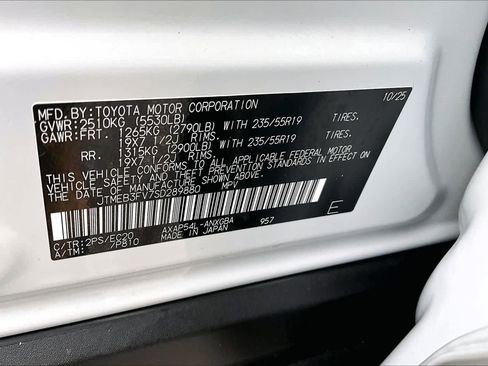 MFD.BY:TOYOTA MOTOR CORPORATION 10/25
GVWR:2510KG (5530LB)
GAWR:FRT. 1265KG (2790LB) WITH 235/55R19 TIRES.
19X7 1/2J RIMS.
RR. 1315KG (2900LB) WITH 235/55R19 TIRES.
19X7 1/2J RIMS.
THIS VEHICLE CONFORMS TO ALL APPLICABLE
FEDERAL MOTOR VEHICLE SAFETY, BUMPER, AND
THEFT PREVENTION STANDARDS IN EFFECT ON
THE DATE OF MANUFACTURE SHOWN ABOVE.
JTMEB3FV7SD289880 MPV
C/TR:2PS/EC20 AXAP54L-ANXGBA 957 E
A/TM: /P810 MADE IN JAPAN